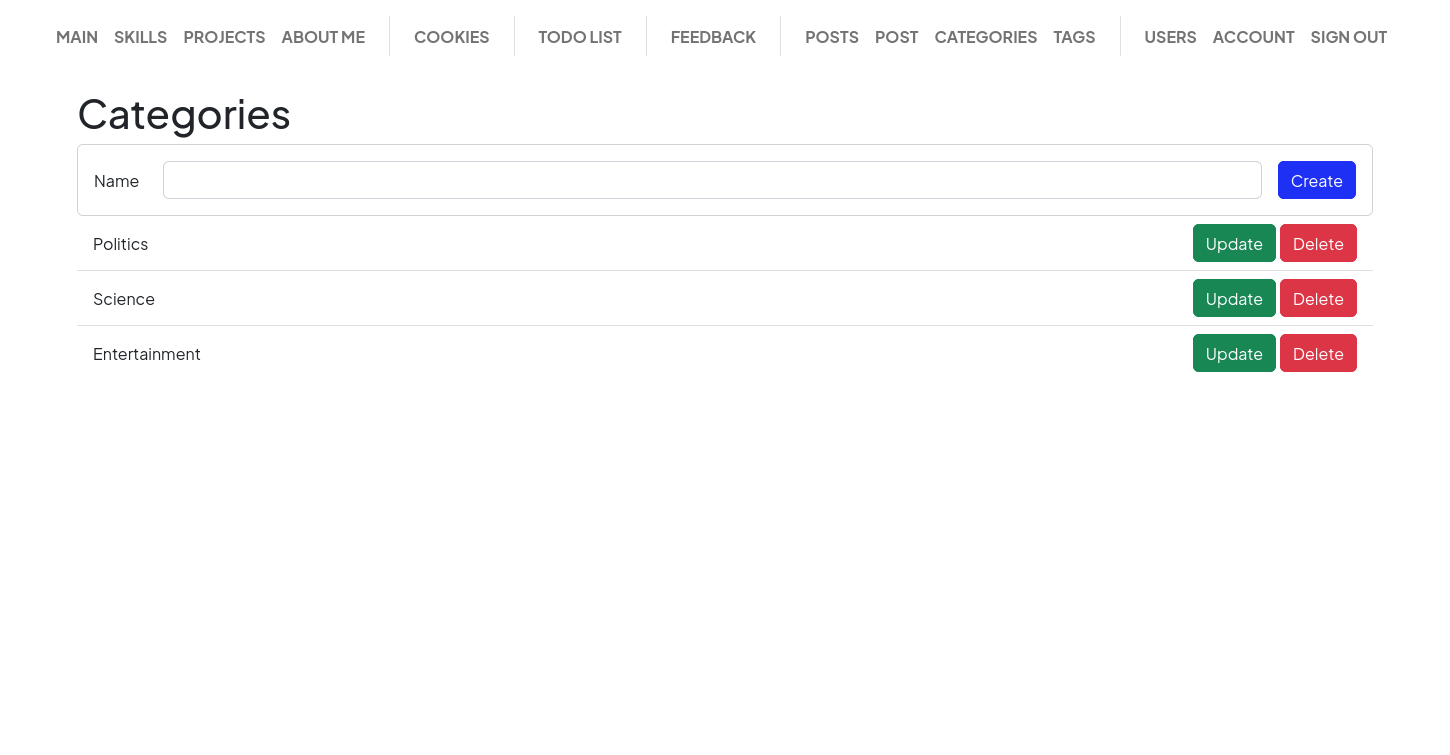 MAIN SKILLS PROJECTS ABOUT ME COOKIES TODO LIST FEEDBACK POSTS POST CATEGORIES TAGS USERS ACCOUNT SIGN OUT
Categories
Name Create
Politics Update Delete
Science Update Delete
Entertainment Update Delete